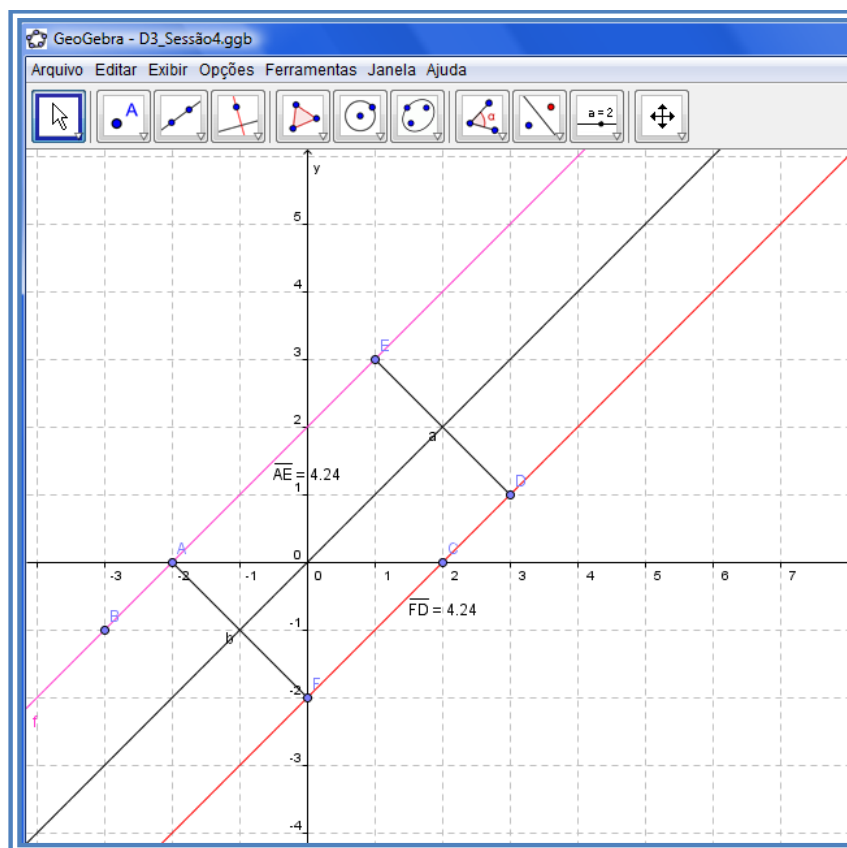 GeoGebra - D3_Sessão4.ggb
Arquivo Editar Exibir Opções Ferramentas Janela Ajuda
A
α
a = 2
y
5
4
E
3
2
a
AE = 4.24
1
D
A
0
C
-3 -2 -1 0 1 2 3 4 5 6 7
FD = 4.24
B
-1
b
F
-2
f
-3
-4